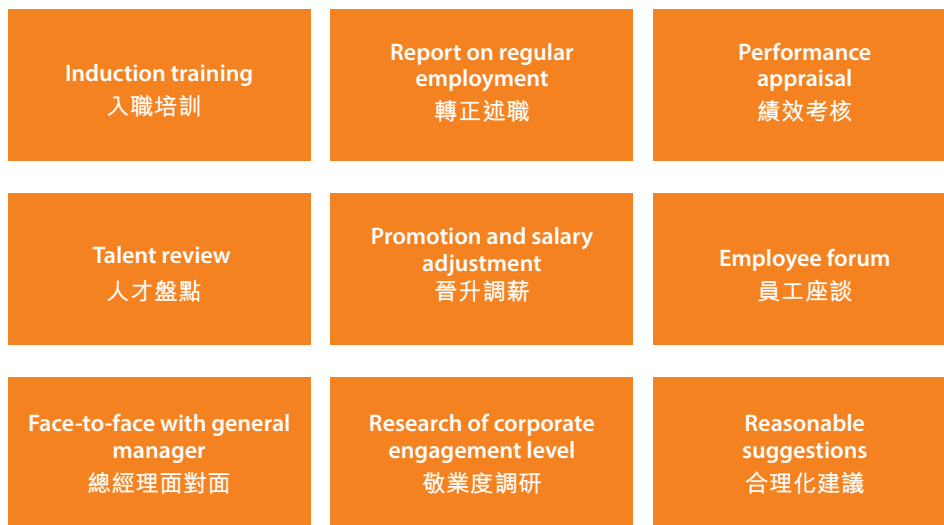 Induction training
入職培訓
Report on regular
employment
轉正述職
Performance
appraisal
績效考核
Talent review
人才盤點
Promotion and salary
adjustment
晉升調薪
Employee forum
員工座談
Face-to-face with general
manager
總經理面對面
Research of corporate
engagement level
敬業度調研
Reasonable
suggestions
合理化建議